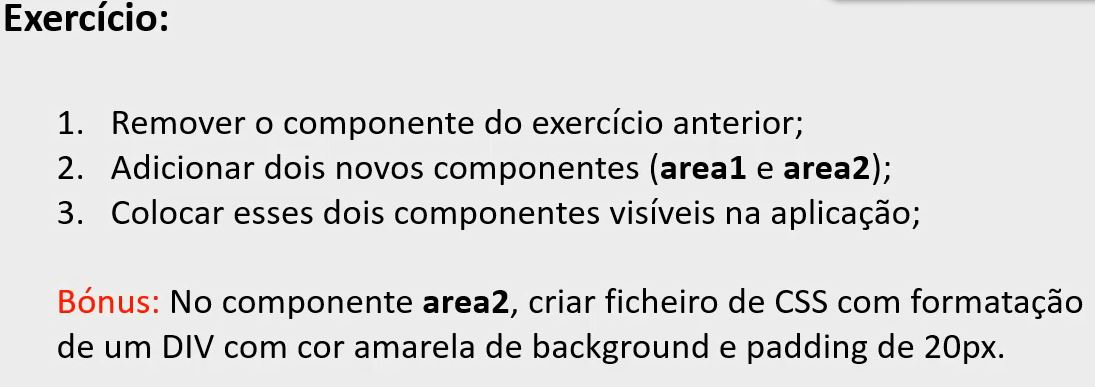 Exercício:
1. Remover o componente do exercício anterior;
2. Adicionar dois novos componentes (area1 e area2);
3. Colocar esses dois componentes visíveis na aplicação;
Bónus: No componente area2, criar ficheiro de CSS com formatação
de um DIV com cor amarela de background e padding de 20px.